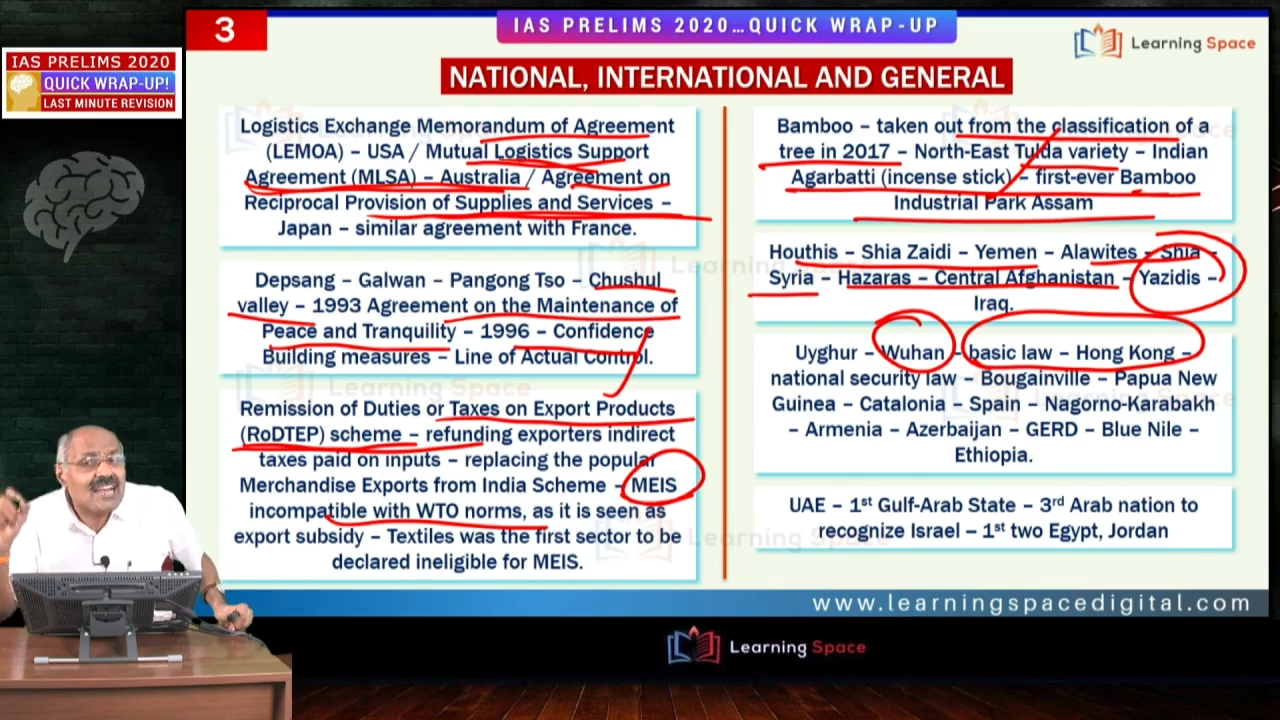 3
IAS PRELIMS 2020...QUICK WRAP-UP
Learning Space
IAS PRELIMS 2020
QUICK WRAP-UP!
LAST MINUTE REVISION
NATIONAL, INTERNATIONAL AND GENERAL
Logistics Exchange Memorandum of Agreement
(LEMOA) – USA / Mutual Logistics Support
Agreement (MLSA) – Australia / Agreement on
Reciprocal Provision of Supplies and Services –
Japan – similar agreement with France.
Depsang – Galwan – Pangong Tso – Chushul
valley – 1993 Agreement on the Maintenance of
Peace and Tranquility – 1996 – Confidence
Building measures – Line of Actual Control.
Remission of Duties or Taxes on Export Products
(RoDTEP) scheme – refunding exporters indirect
taxes paid on inputs – replacing the popular
Merchandise Exports from India Scheme – MEIS
incompatible with WTO norms, as it is seen as
export subsidy – Textiles was the first sector to be
declared ineligible for MEIS.
Bamboo – taken out from the classification of a
tree in 2017 – North-East Tulda variety – Indian
Agarbatti (incense stick) – first-ever Bamboo
Industrial Park Assam
Houthis – Shia Zaidi – Yemen – Alawites – Shia –
Syria – Hazaras – Central Afghanistan – Yazidis –
Iraq.
Uyghur – Wuhan – basic law – Hong Kong –
national security law – Bougainville – Papua New
Guinea – Catalonia – Spain – Nagorno-Karabakh
– Armenia – Azerbaijan – GERD – Blue Nile –
Ethiopia.
UAE – 1st Gulf-Arab State – 3rd Arab nation to
recognize Israel – 1st two Egypt, Jordan
www.learningspacedigital.com
Learning Space